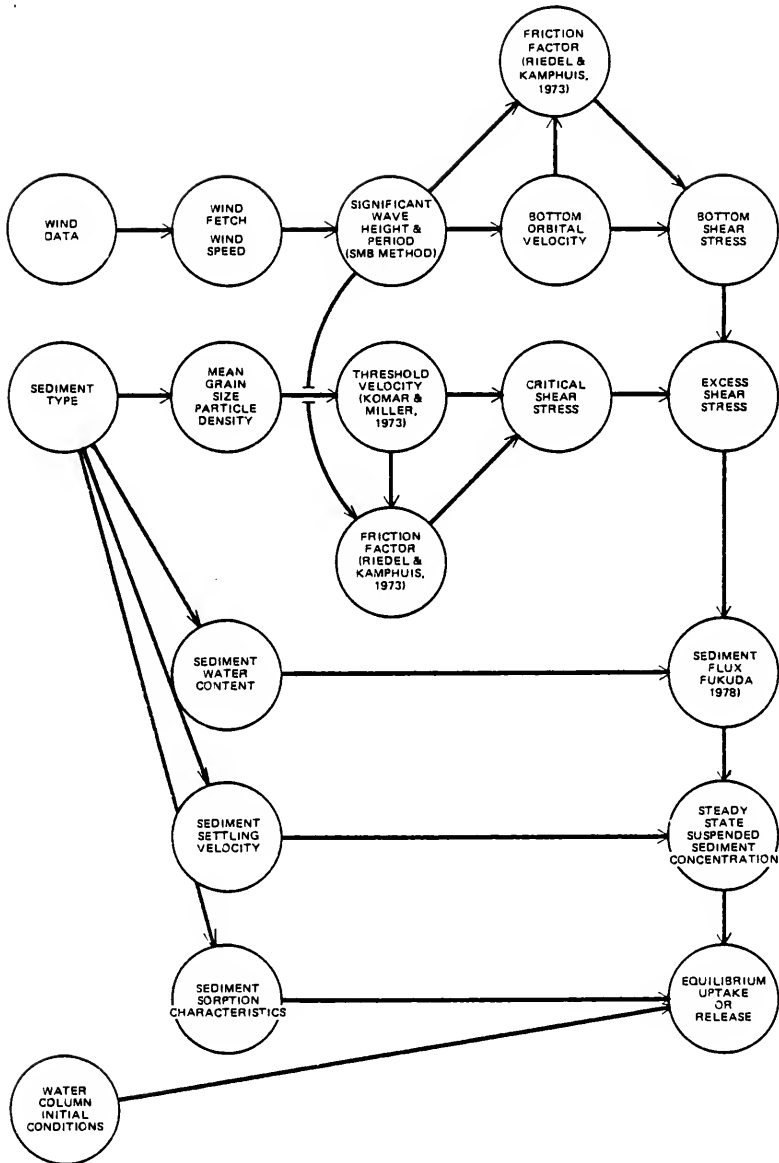 FRICTION
FACTOR
(RIEDEL &
KAMPHUIS,
1973)
WIND
DATA
WIND
FETCH
WIND
SPEED
SIGNIFICANT
WAVE
HEIGHT &
PERIOD
(SMB METHOD)
BOTTOM
ORBITAL
VELOCITY
BOTTOM
SHEAR
STRESS
SEDIMENT
TYPE
MEAN
GRAIN
SIZE
PARTICLE
DENSITY
THRESHOLD
VELOCITY
(KOMAR &
MILLER,
1973)
CRITICAL
SHEAR
STRESS
EXCESS
SHEAR
STRESS
FRICTION
FACTOR
(RIEDEL &
KAMPHUIS,
1973)
SEDIMENT
WATER
CONTENT
SEDIMENT
FLUX
FUKUDA
1978)
SEDIMENT
SETTLING
VELOCITY
STEADY
STATE
SUSPENDED
SEDIMENT
CONCENTRATION
SEDIMENT
SORPTION
CHARACTERISTICS
EQUILIBRIUM
UPTAKE
OR
RELEASE
WATER
COLUMN
INITIAL
CONDITIONS